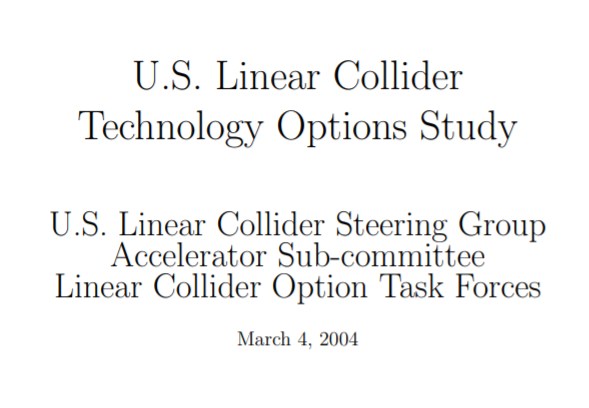 U.S. Linear Collider
Technology Options Study
U.S. Linear Collider Steering Group
Accelerator Sub-committee
Linear Collider Option Task Forces
March 4, 2004